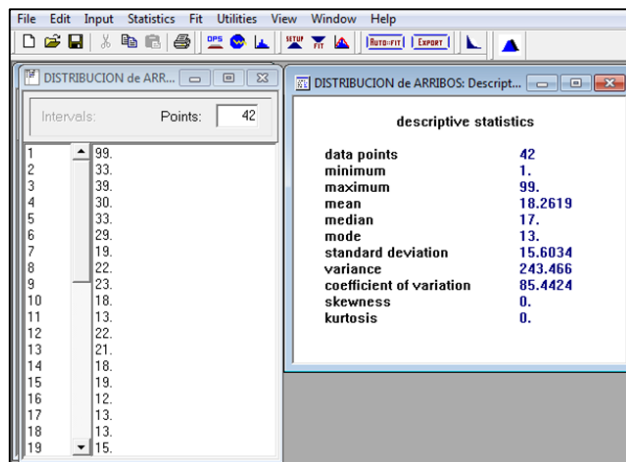 File Edit Input Statistics Fit Utilities View Window Help
OPS SETUP FIT AUTO::FIT EXPORT
DISTRIBUCION de ARR...
Intervals: Points: 42
1 99.
2 33.
3 39.
4 30.
5 33.
6 29.
7 19.
8 22.
9 23.
10 18.
11 13.
12 22.
13 21.
14 18.
15 19.
16 12.
17 13.
18 13.
19 15.
DISTRIBUCION de ARRIBOS: Descript...
descriptive statistics
data points 42
minimum 1.
maximum 99.
mean 18.2619
median 17.
mode 13.
standard deviation 15.6034
variance 243.466
coefficient of variation 85.4424
skewness 0.
kurtosis 0.